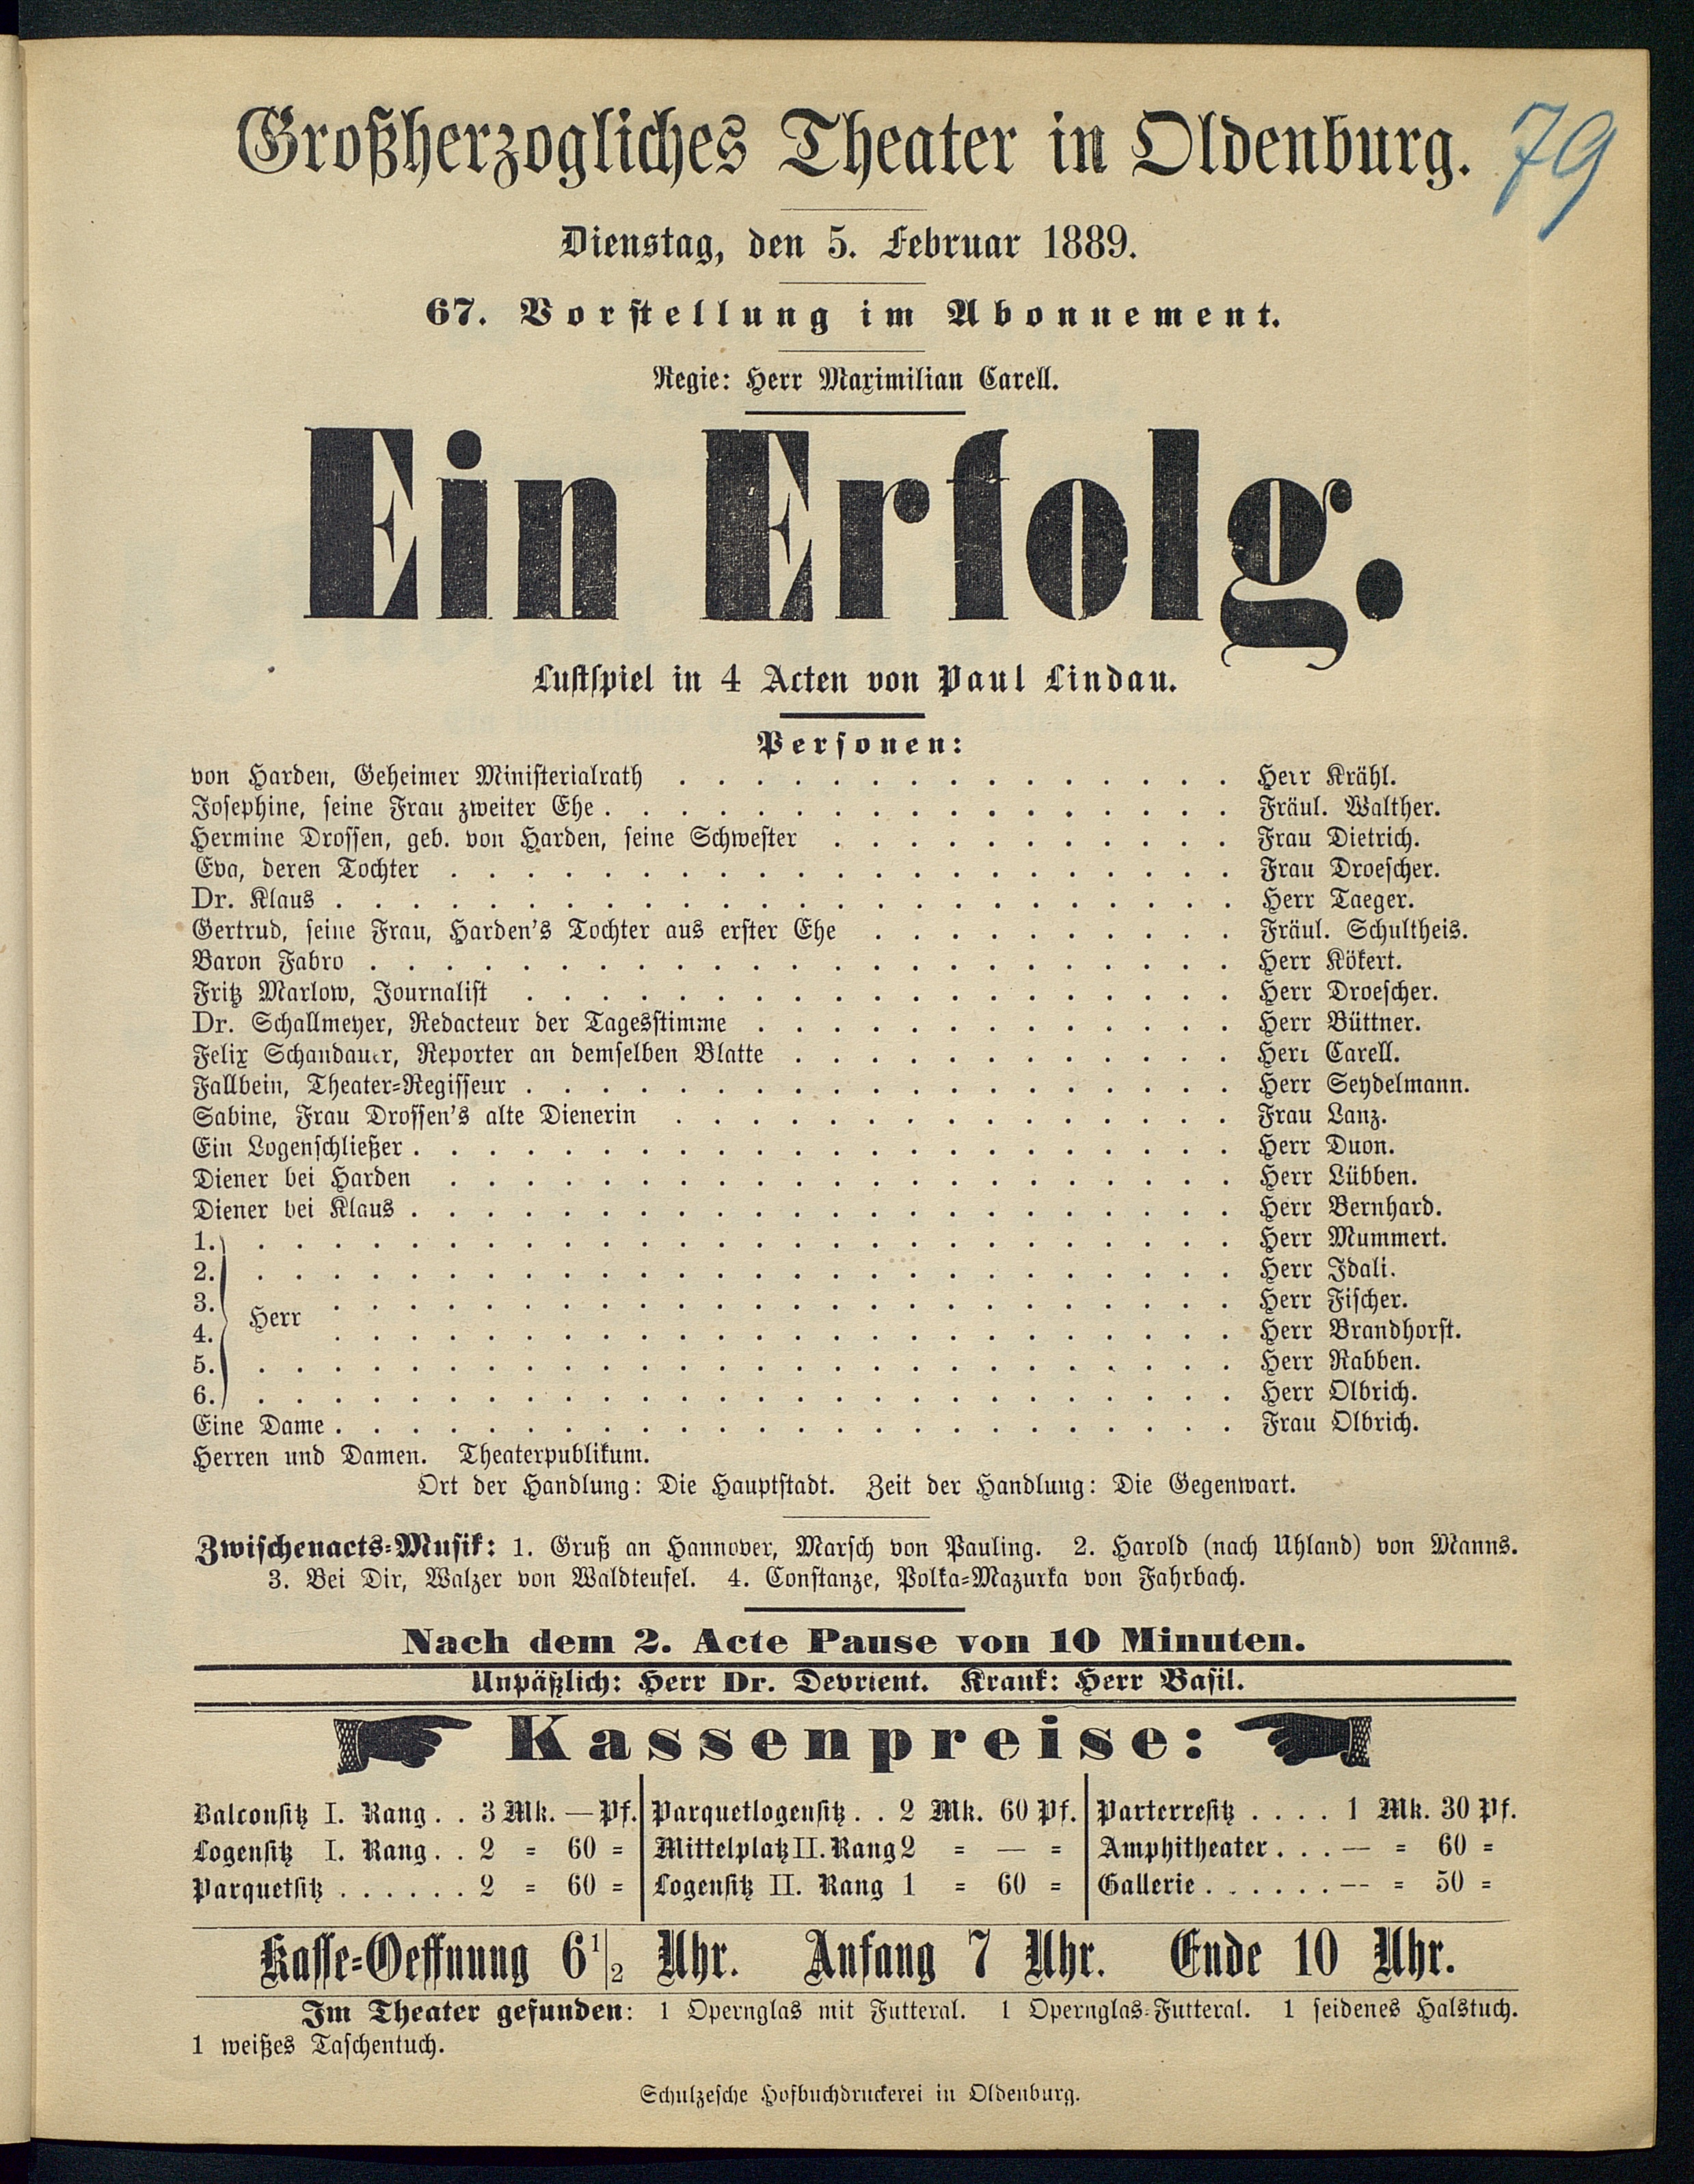 Großherzogliches Theater in Oldenburg.
79
Dienstag, den 5. Februar 1889.
67. Vorstellung im Abonnement.
Regie: Herr Maximilian Carell.
Ein Erfolg.
Lustspiel in 4 Acten von Paul Lindau.
Personen:
von Harden, Geheimer Ministerialrath . . . . . . . . . . . . . . . Herr Krähl.
Josephine, seine Frau zweiter Ehe . . . . . . . . . . . . . . . . . Fräul. Walther.
Hermine Drossen, geb. von Harden, seine Schwester . . . . . . . . . . . Frau Dietrich.
Eva, deren Tochter . . . . . . . . . . . . . . . . . . . . . Frau Droescher.
Dr. Klaus . . . . . . . . . . . . . . . . . . . . . . . . Herr Taeger.
Gertrud, seine Frau, Harden's Tochter aus erster Ehe . . . . . . . . . . Fräul. Schultheis.
Baron Fabro . . . . . . . . . . . . . . . . . . . . . . . Herr Kökert.
Fritz Marlow, Journalist . . . . . . . . . . . . . . . . . . . Herr Droescher.
Dr. Schallmeyer, Redacteur der Tagesstimme . . . . . . . . . . . . . Herr Büttner.
Felix Schandauer, Reporter an demselben Blatte . . . . . . . . . . . . Herr Carell.
Fallbein, Theater-Regisseur . . . . . . . . . . . . . . . . . . . Herr Seydelmann.
Sabine, Frau Drossen's alte Dienerin . . . . . . . . . . . . . . . Frau Lanz.
Ein Logenschließer . . . . . . . . . . . . . . . . . . . . . . Herr Duon.
Diener bei Harden . . . . . . . . . . . . . . . . . . . . . Herr Lübben.
Diener bei Klaus . . . . . . . . . . . . . . . . . . . . . . Herr Bernhard.
1. . . . . . . . . . . . . . . . . . . . . . . . . . . Herr Mummert.
2. . . . . . . . . . . . . . . . . . . . . . . . . . . Herr Idali.
3. . . . . . . . . . . . . . . . . . . . . . . . . Herr Fischer.
Herr
4. . . . . . . . . . . . . . . . . . . . . . . . . Herr Brandhorst.
5. . . . . . . . . . . . . . . . . . . . . . . . . . . Herr Rabben.
6. . . . . . . . . . . . . . . . . . . . . . . . . . . Herr Olbrich.
Eine Dame . . . . . . . . . . . . . . . . . . . . . . . . Frau Olbrich.
Herren und Damen. Theaterpublikum.
Ort der Handlung: Die Hauptstadt. Zeit der Handlung: Die Gegenwart.
Zwischenacts-Musik: 1. Gruß an Hannover, Marsch von Pauling. 2. Harold (nach Uhland) von Manns.
3. Bei Dir, Walzer von Waldteufel. 4. Constanze, Polka-Mazurka von Fahrbach.
Nach dem 2. Acte Pause von 10 Minuten.
Unpäßlich: Herr Dr. Devrient. Krank: Herr Basil.
Kassenpreise:
Balconsitz I. Rang . . 3 Mk. — Pf. Parquetlogensitz . . 2 Mk. 60 Pf. Parterresitz . . . . 1 Mk. 30 Pf.
Logensitz I. Rang . . 2 = 60 = Mittelplatz II. Rang 2 = — = Amphitheater . . . — = 60 =
Parquetsitz . . . . . . 2 = 60 = Logensitz II. Rang 1 = 60 = Gallerie . . . . . . — = 50 =
Kasse-Oeffnung 6 1/2 Uhr. Anfang 7 Uhr. Ende 10 Uhr.
Im Theater gefunden: 1 Opernglas mit Futteral. 1 Opernglas-Futteral. 1 seidenes Halstuch.
1 weißes Taschentuch.
Schulzesche Hofbuchdruckerei in Oldenburg.